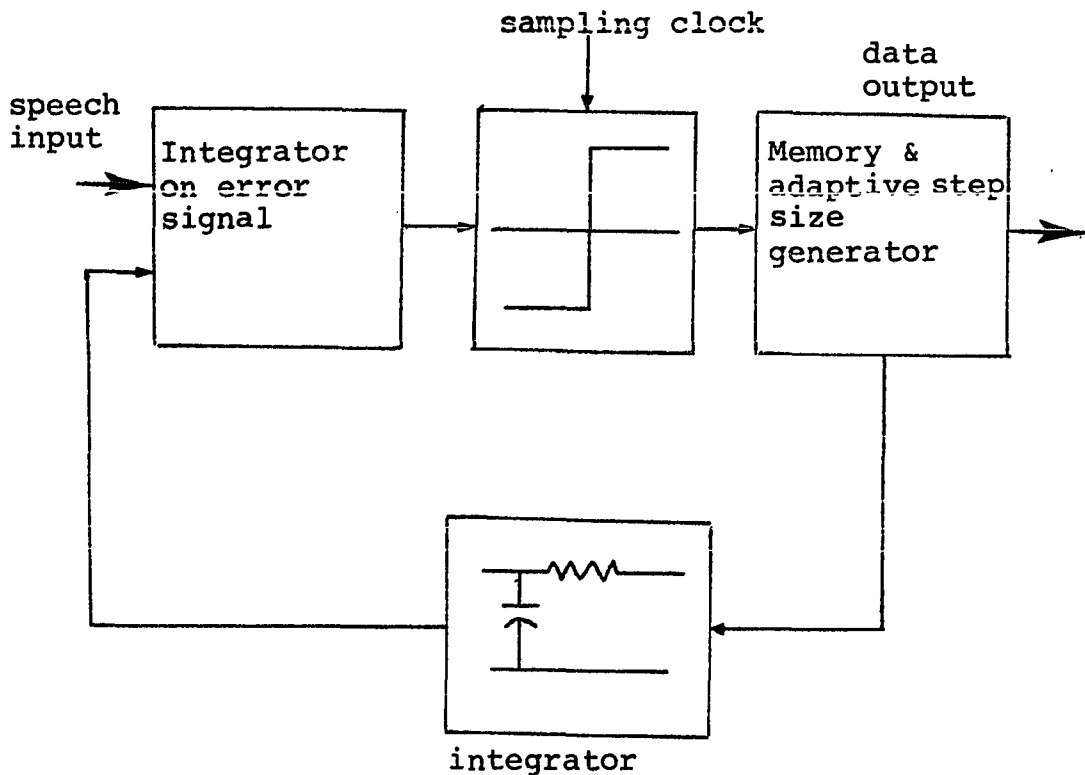 sampling clock
data
output
speech
input
Integrator
on error
signal
Memory &
adaptive step
size
generator
integrator